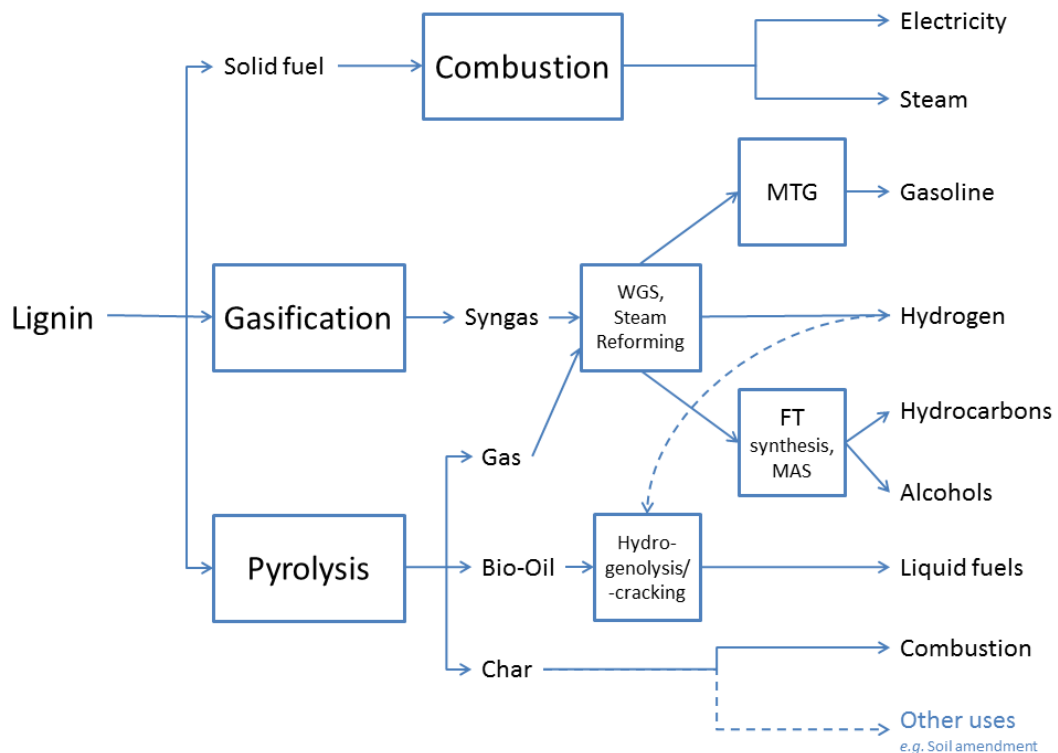 Electricity
Solid fuel
Combustion
Steam
MTG
Gasoline
Lignin
Gasification
Syngas
WGS,
Steam
Reforming
Hydrogen
Gas
FT
synthesis,
MAS
Hydrocarbons
Alcohols
Pyrolysis
Bio-Oil
Hydro-
genolysis/
-cracking
Liquid fuels
Char
Combustion
Other uses
e.g. Soil amendment